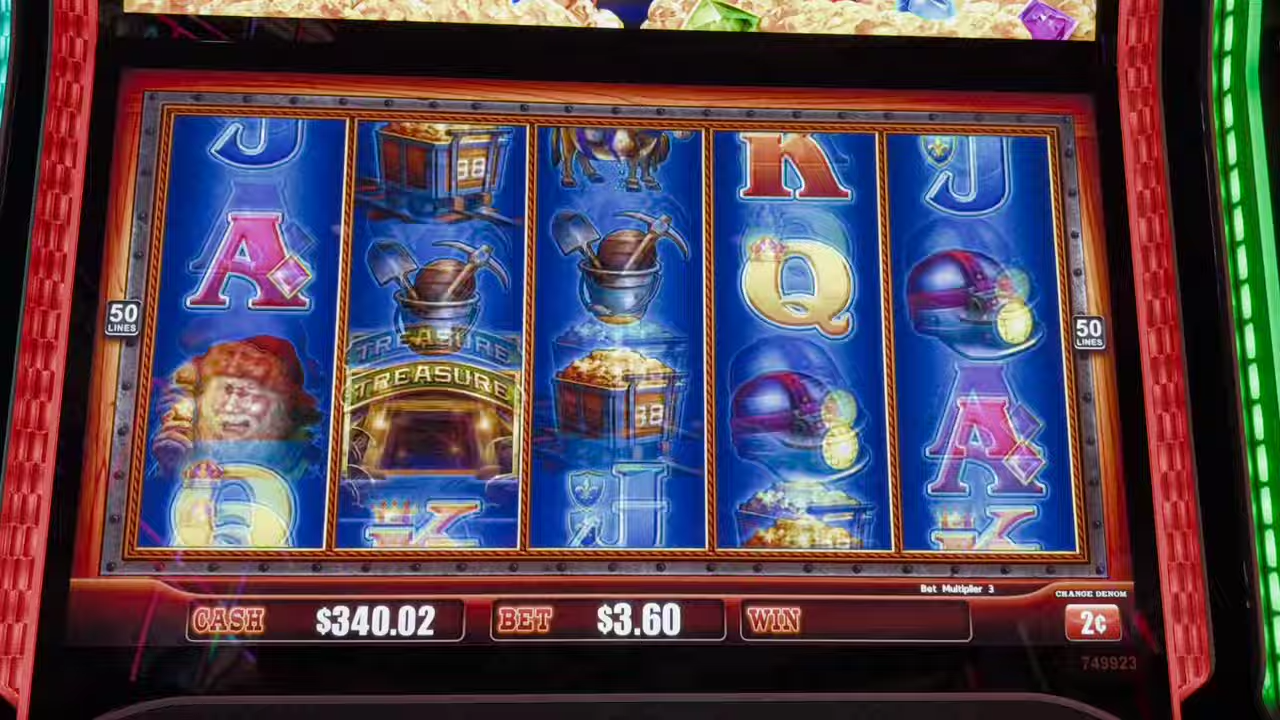 J
K
J
88
A
Q
50
LINES
50
LINES
TREASURE
TREASURE
88
A
Q
K
J
K
Bet Multiplier 3
CHANGE DENOM
CASH $340.02 BET $3.60 WIN 2¢
749923